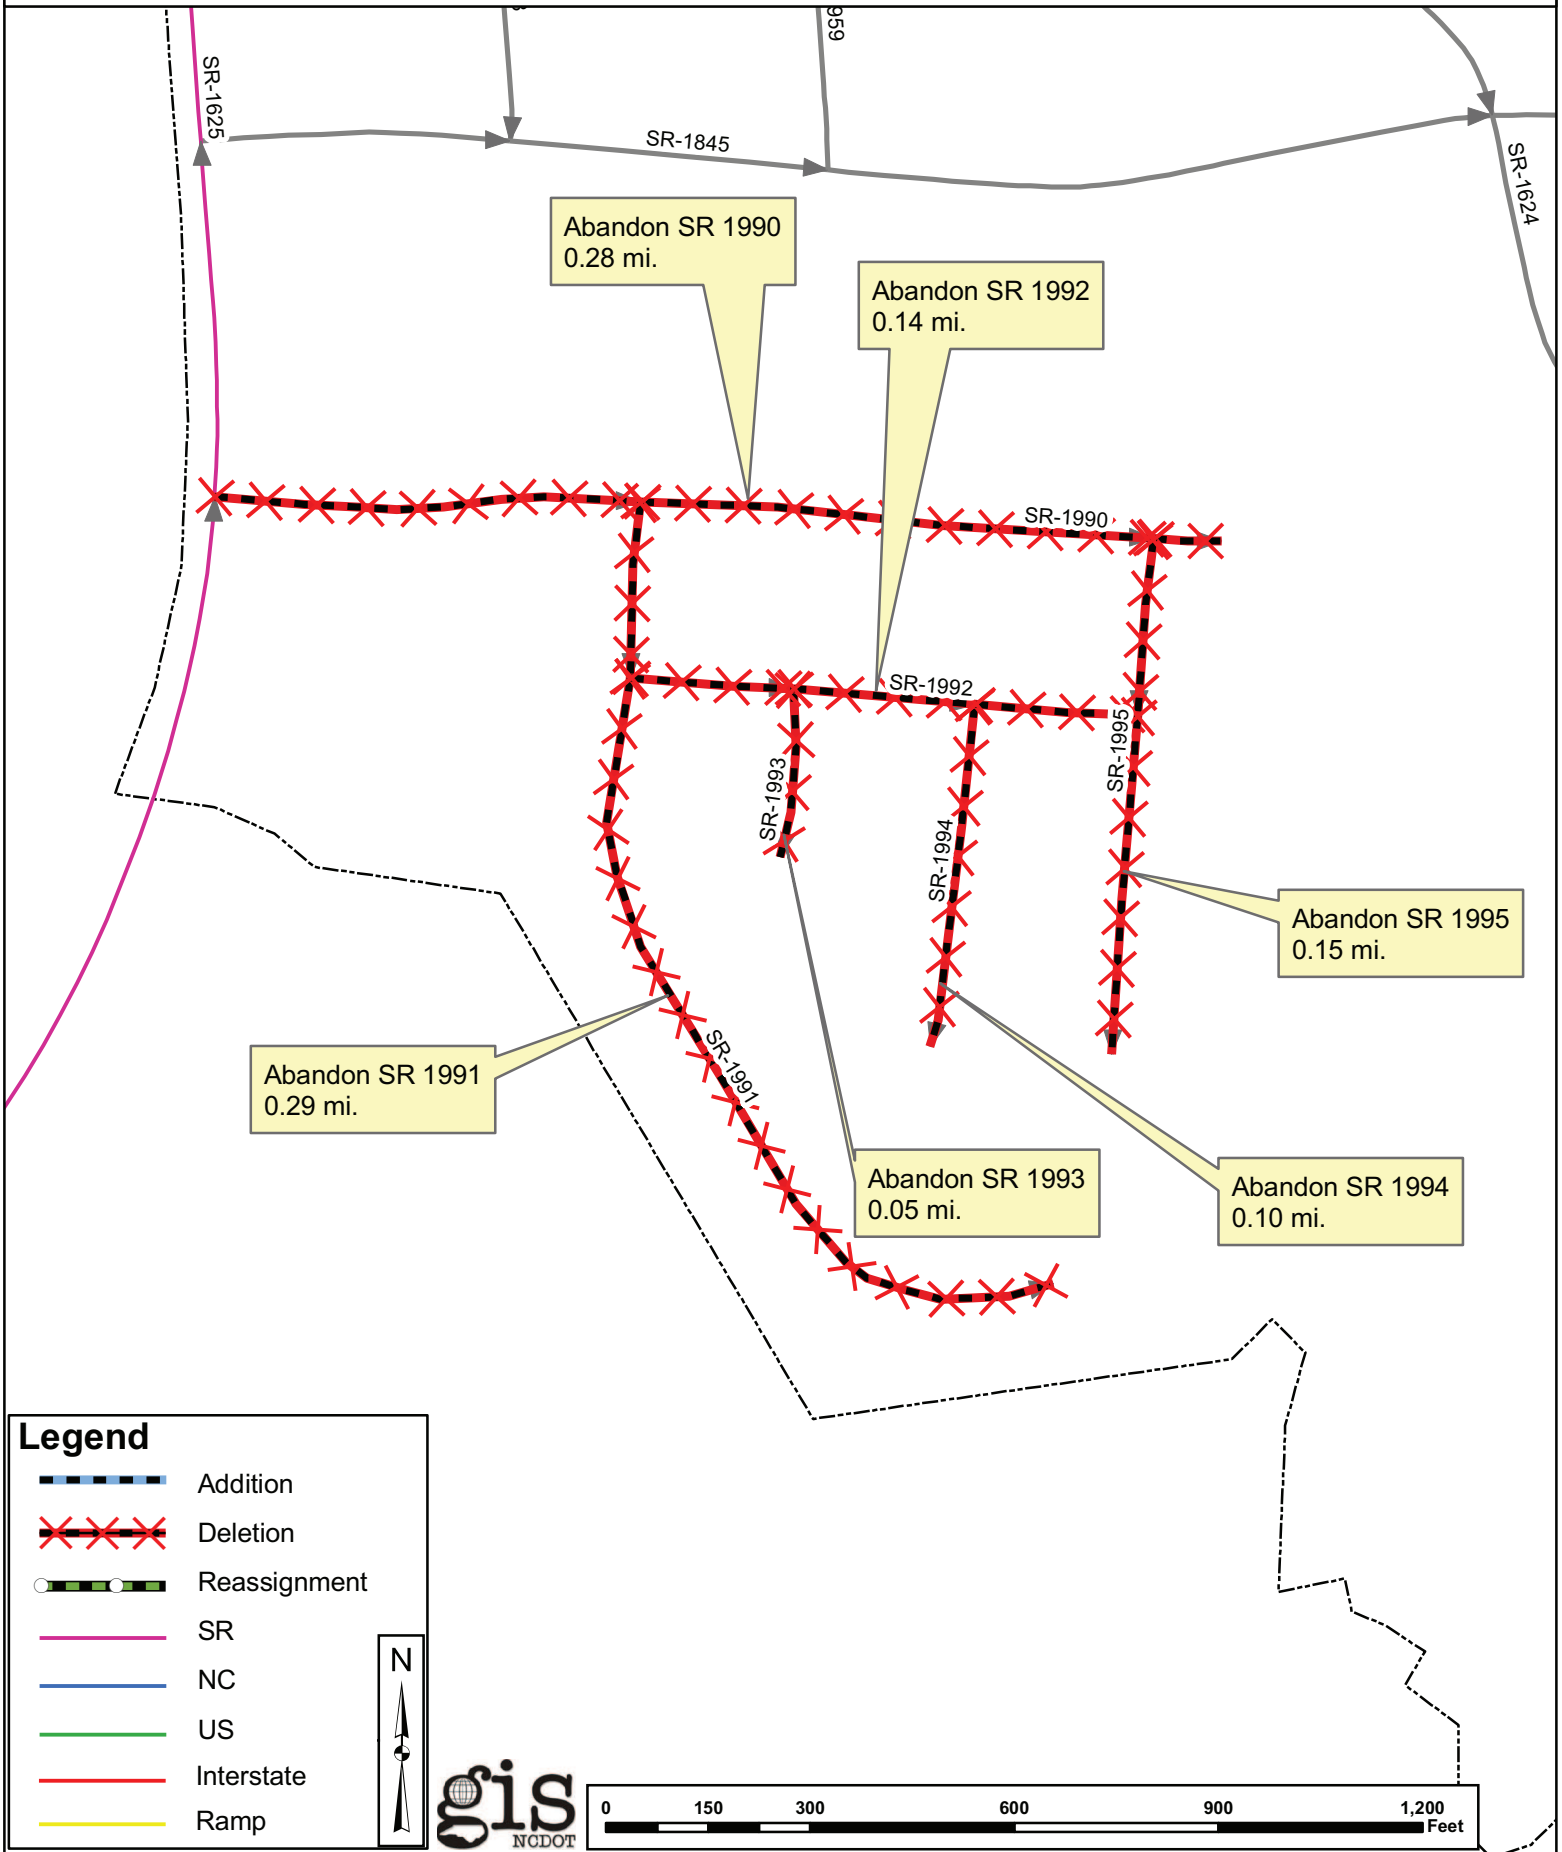 959
SR-1625
SR-1845
SR-1624
Abandon SR 1990
0.28 mi.
Abandon SR 1992
0.14 mi.
SR-1990
SR-1992
SR-1995
SR-1993
SR-1994
Abandon SR 1995
0.15 mi.
SR-1991
Abandon SR 1991
0.29 mi.
Abandon SR 1993
0.05 mi.
Abandon SR 1994
0.10 mi.
Legend
Addition
Deletion
Reassignment
SR
NC
US
Interstate
Ramp
N
gis
NCDOT
0 150 300 600 900 1,200
Feet